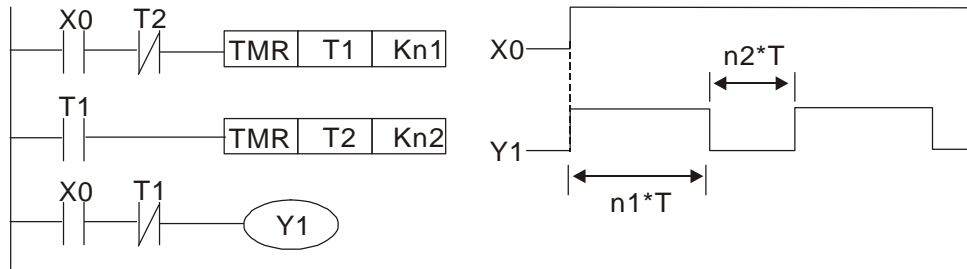 X0 T2
TMR T1 Kn1
T1
TMR T2 Kn2
X0 T1
Y1
X0
n2*T
Y1
n1*T